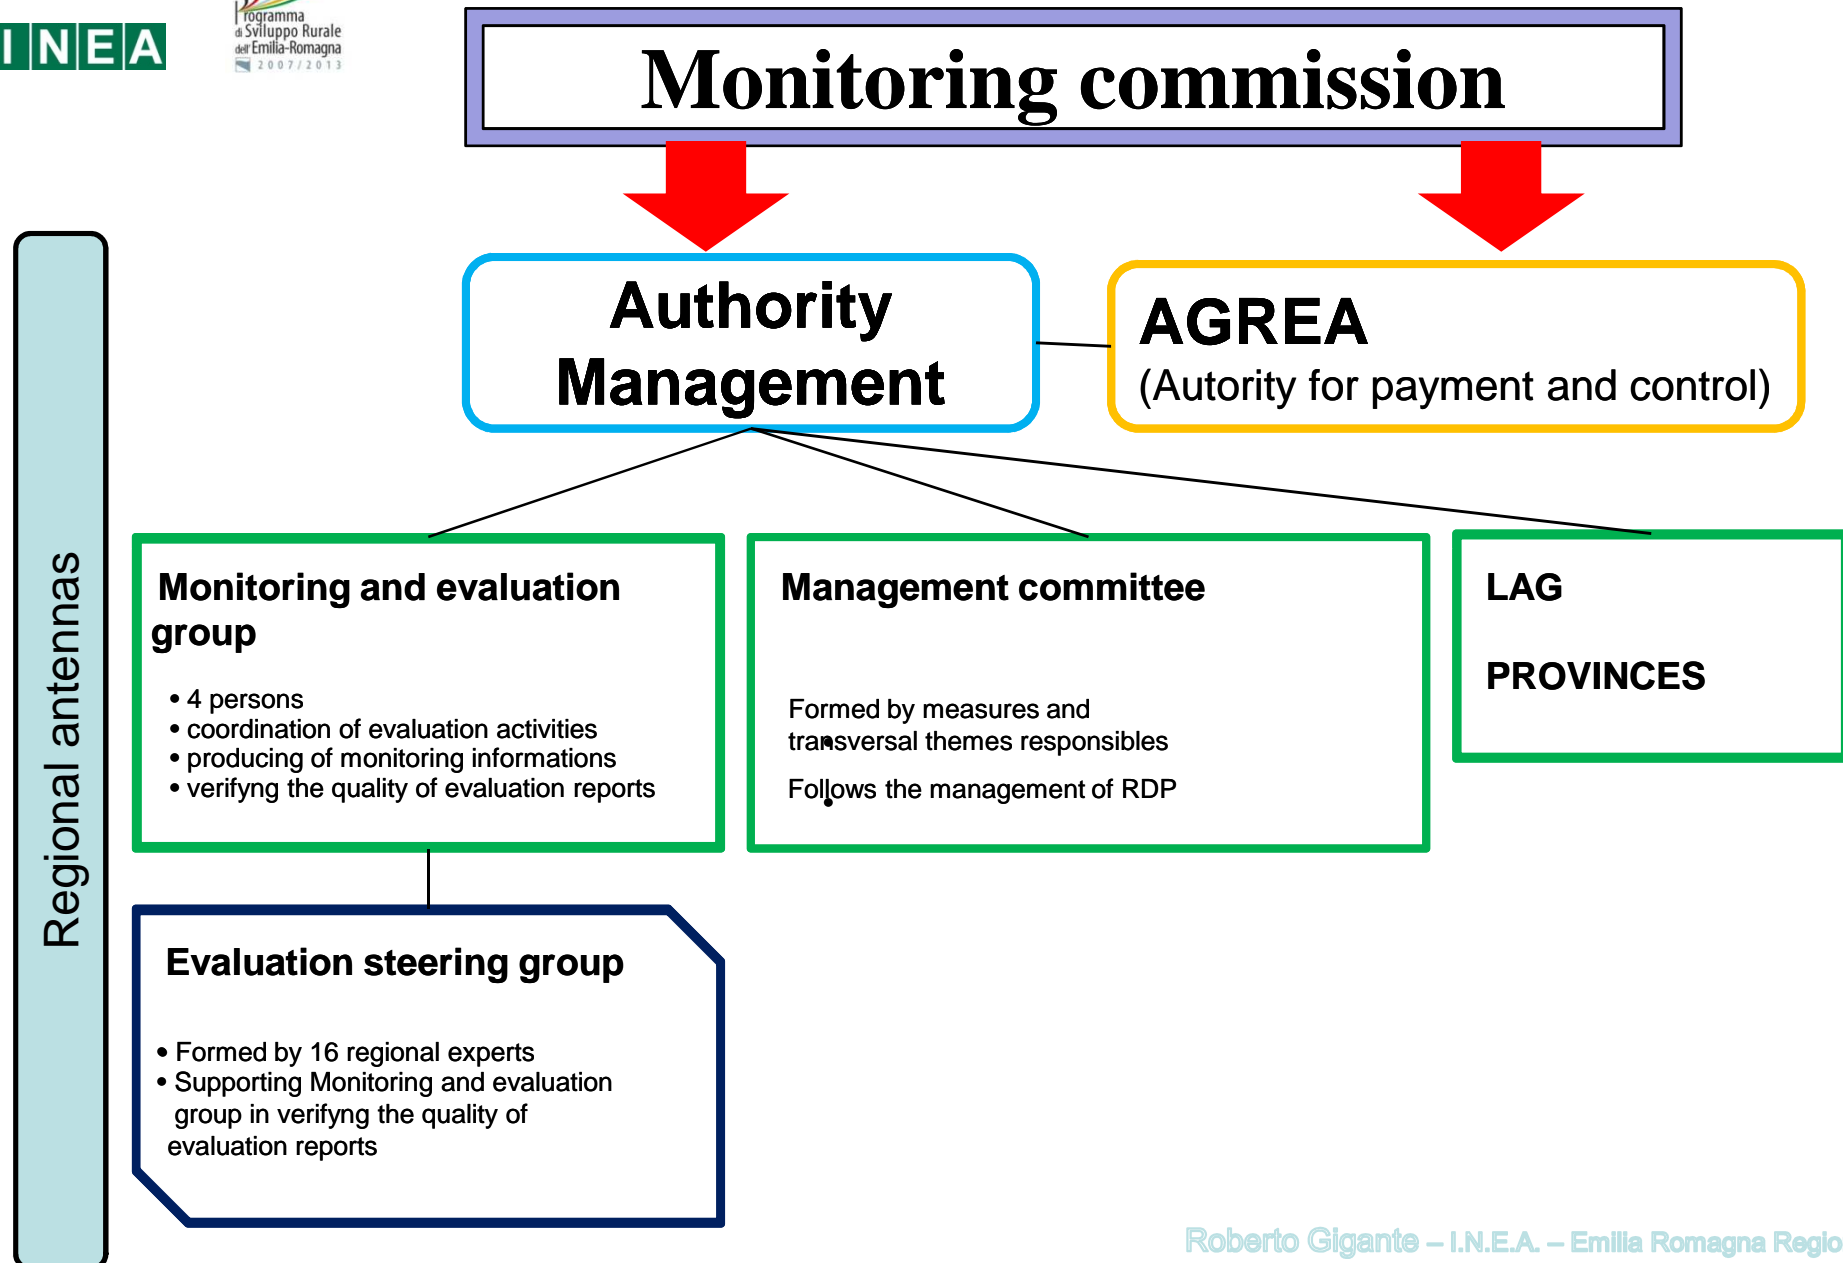 INEA
Programma
di Sviluppo Rurale
dell'Emilia-Romagna
2007/2013
Monitoring commission
Authority
Management
AGREA
(Autority for payment and control)
Regional antennas
Monitoring and evaluation
group
• 4 persons
• coordination of evaluation activities
• producing of monitoring informations
• verifyng the quality of evaluation reports
Management committee
Formed by measures and
transversal themes responsibles
Follows the management of RDP
LAG
PROVINCES
Evaluation steering group
• Formed by 16 regional experts
• Supporting Monitoring and evaluation
group in verifyng the quality of
evaluation reports
Roberto Gigante – I.N.E.A. – Emilia Romagna Regio